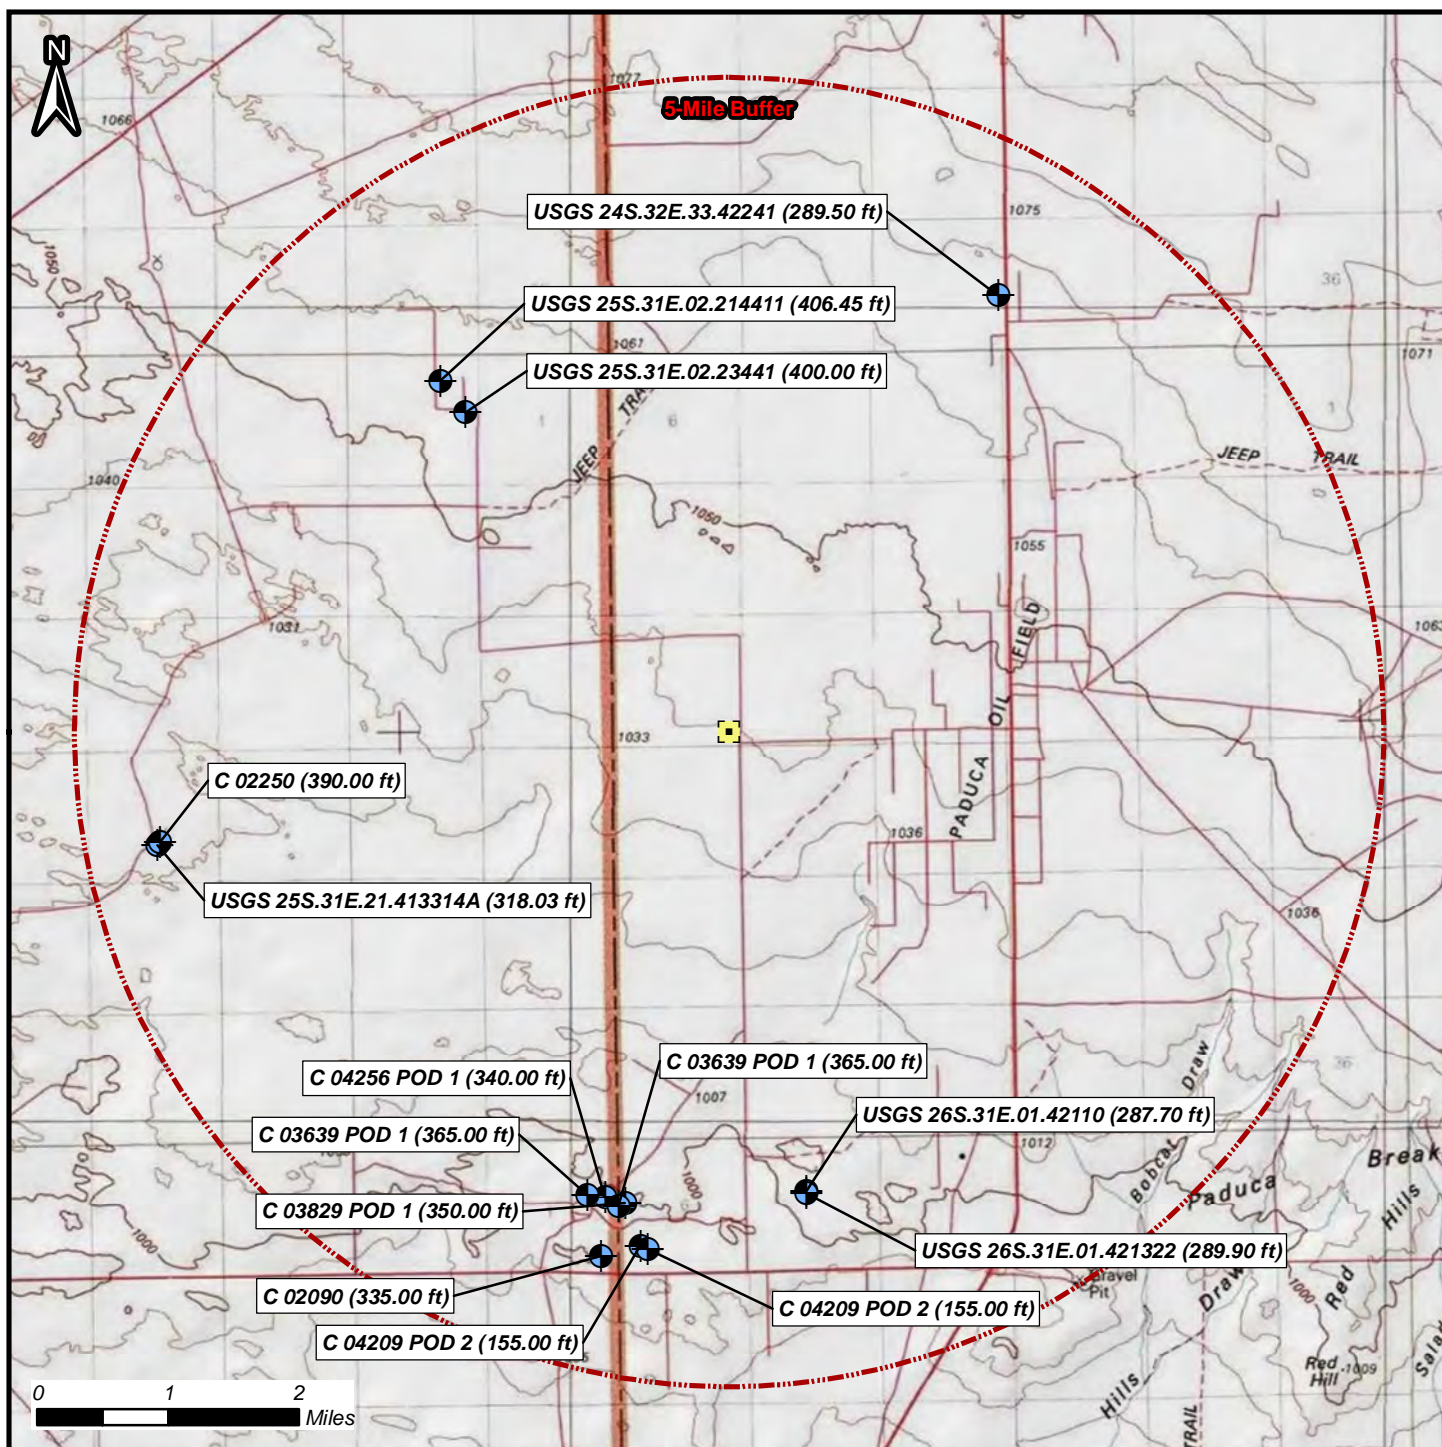 N
1077
5-Mile Buffer
1066
USGS 24S.32E.33.42241 (289.50 ft)
1075
1050
36
USGS 25S.31E.02.214411 (406.45 ft)
1061
1071
USGS 25S.31E.02.23441 (400.00 ft)
1
6
1
JEEP
JEEP TRAIL
1040
1050
1055
1031
1063
FIELD
OIL
PADUCA
1033
C 02250 (390.00 ft)
1036
USGS 25S.31E.21.413314A (318.03 ft)
1036
C 03639 POD 1 (365.00 ft)
C 04256 POD 1 (340.00 ft)
36
1007
USGS 26S.31E.01.42110 (287.70 ft)
C 03639 POD 1 (365.00 ft)
1012
Bobcat Draw
Break
Paduca
1000
C 03829 POD 1 (350.00 ft)
Hills
1000
USGS 26S.31E.01.421322 (289.90 ft)
C 02090 (335.00 ft)
Gravel
Pit
Draw
1000
Red
C 04209 POD 2 (155.00 ft)
C 04209 POD 2 (155.00 ft)
Red
Hill
1009
Hills
TRAIL
0 1 2
Miles